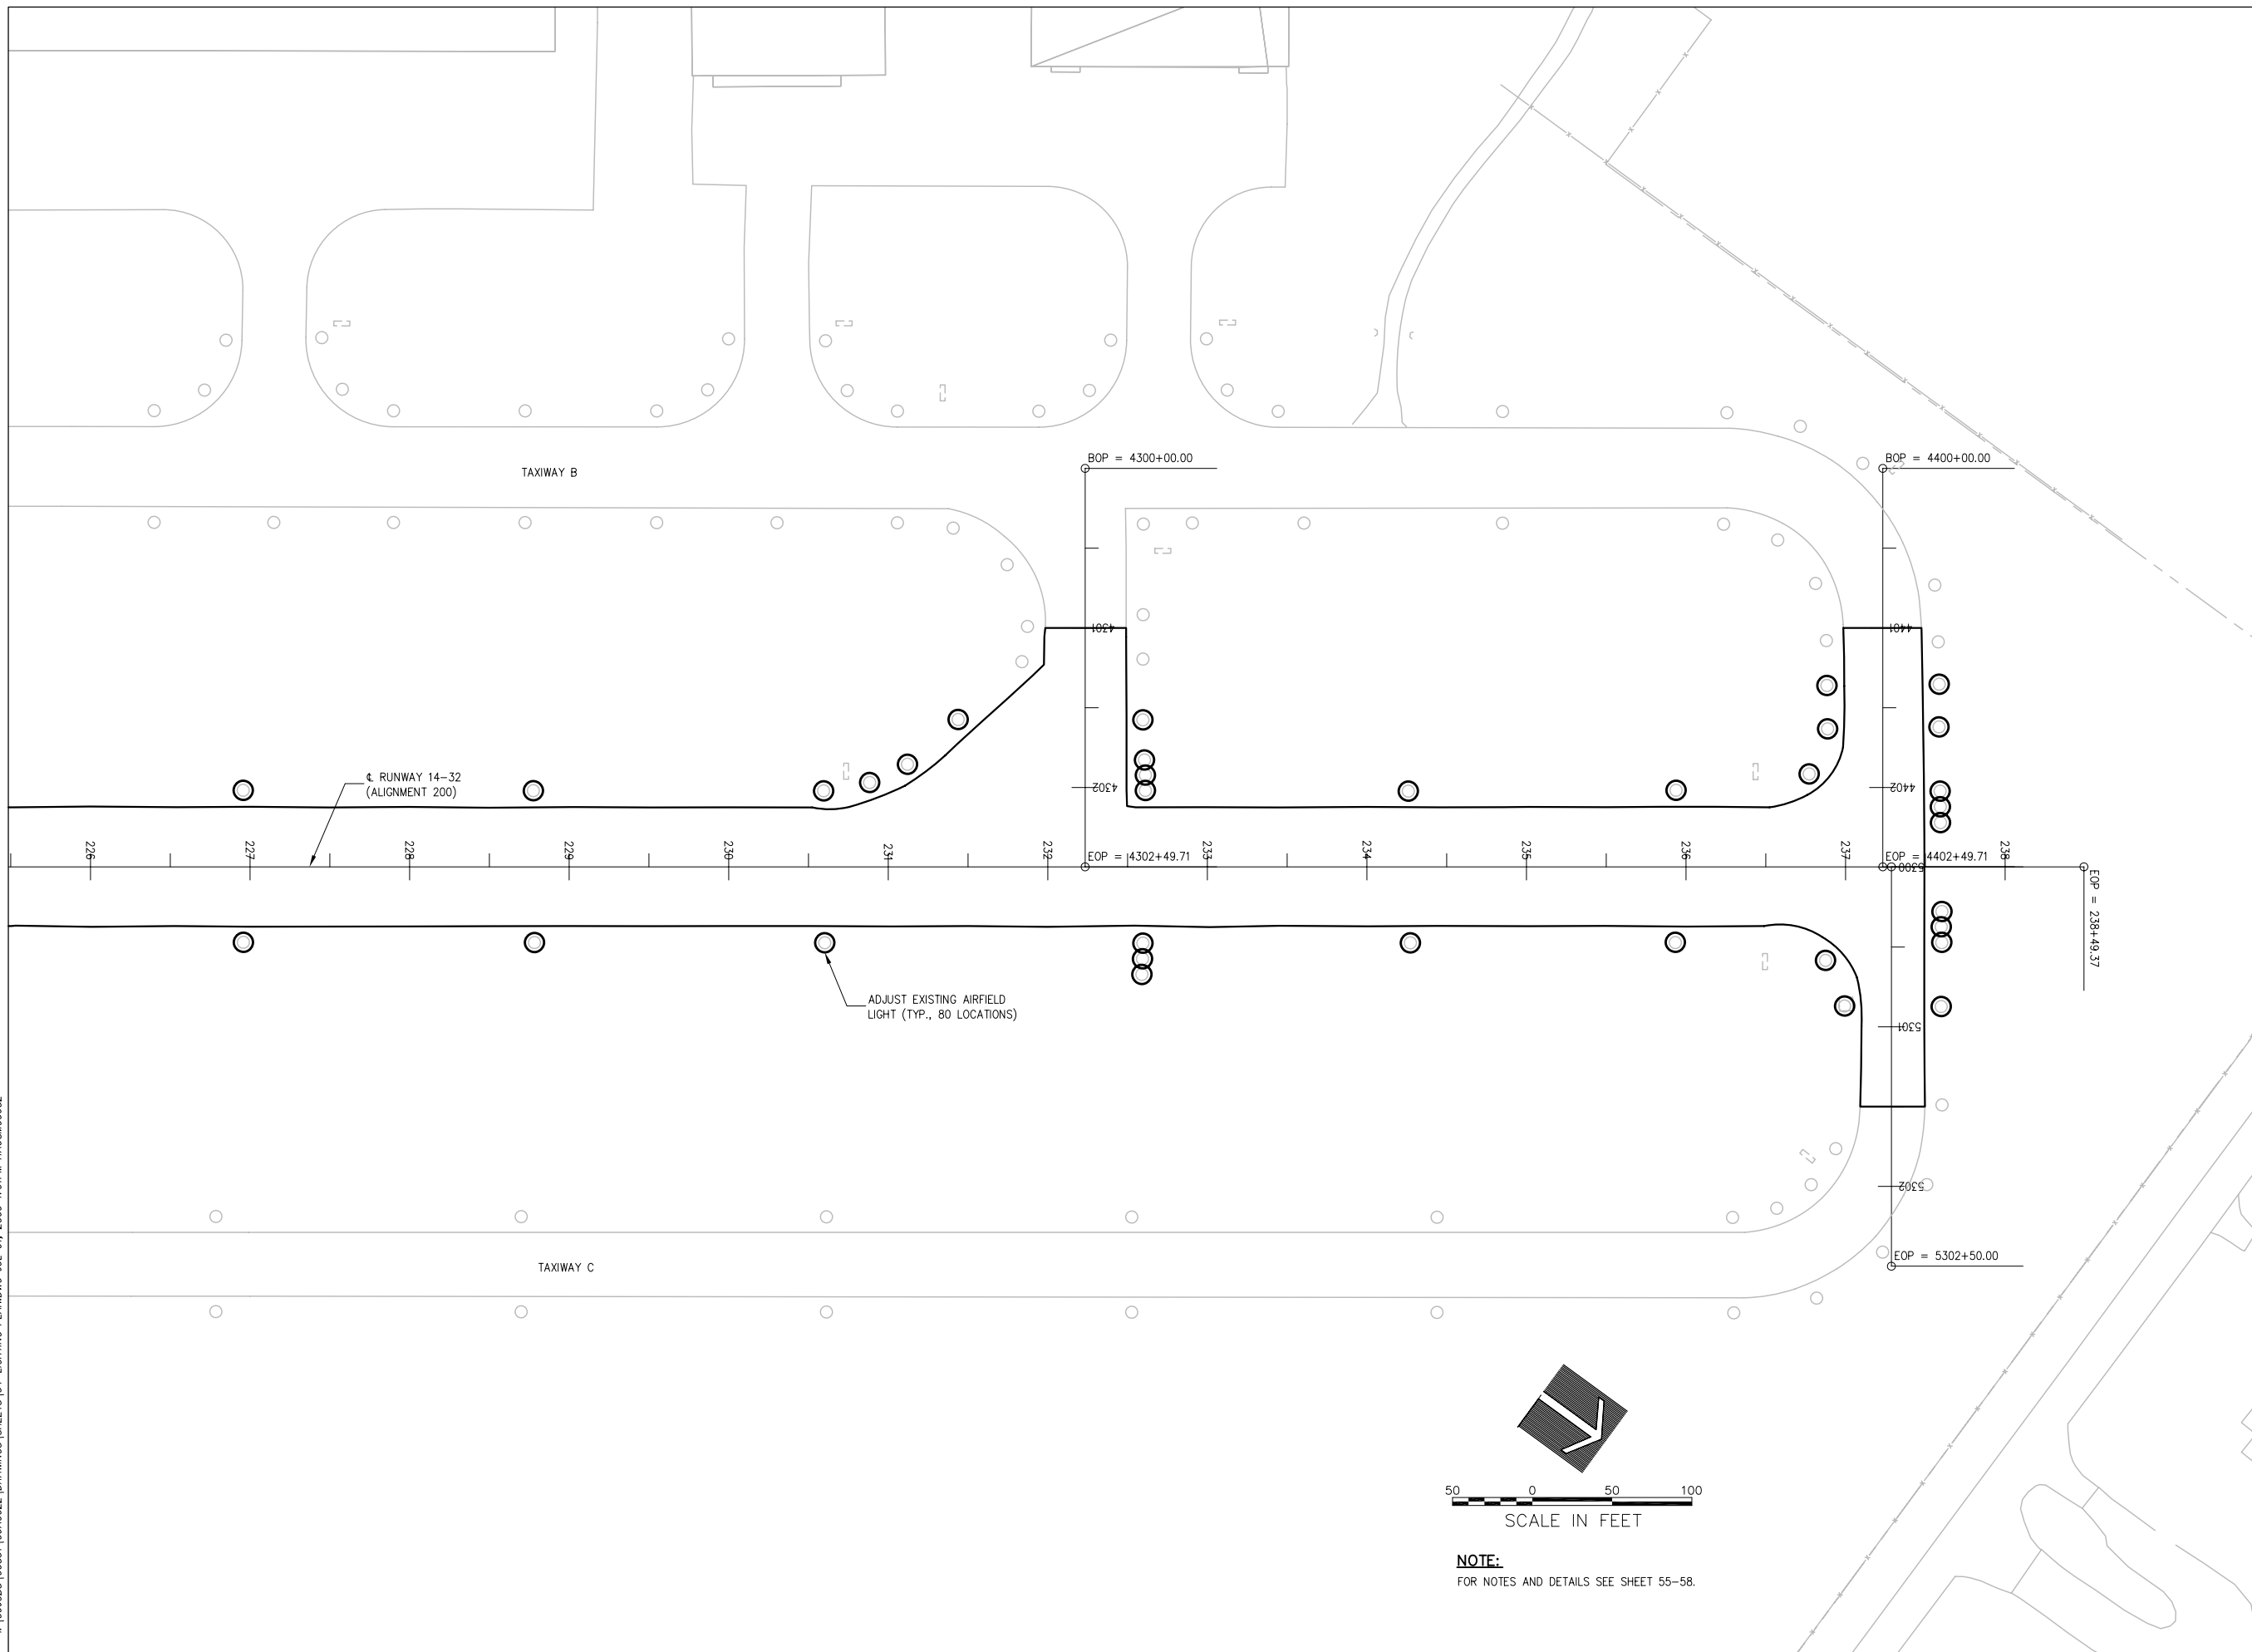 BOP = 4300+00.00
BOP = 4400+00.00
TAXIWAY B
4301
4401
℄ RUNWAY 14-32
(ALIGNMENT 200)
4302
4402
226
227
228
229
230
231
232
EOP = 4302+49.71
233
234
235
236
237
EOP = 4402+49.71
5300
238
EOP = 238+49.37
ADJUST EXISTING AIRFIELD
LIGHT (TYP., 80 LOCATIONS)
5301
5302
EOP = 5302+50.00
TAXIWAY C
50 0 50 100
SCALE IN FEET
NOTE:
FOR NOTES AND DETAILS SEE SHEET 55-58.